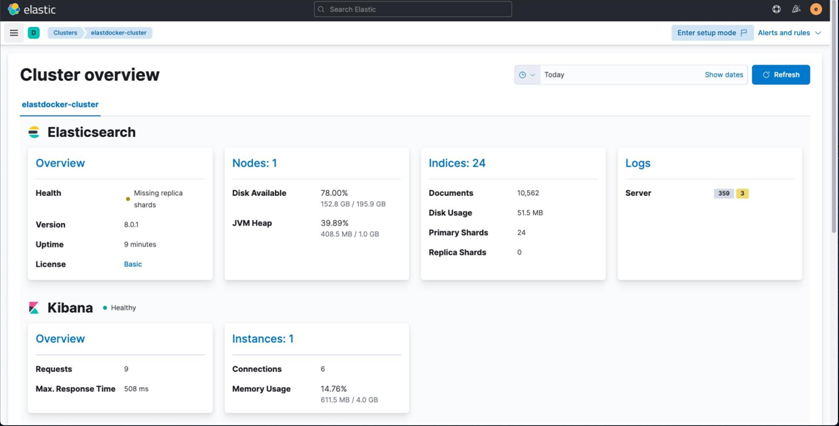 elastic
Search Elastic
D
Clusters
elastdocker-cluster
Enter setup mode
Alerts and rules
Cluster overview
Today
Show dates
Refresh
elastdocker-cluster
Elasticsearch
Overview
Health
Missing replica
shards
Version
8.0.1
Uptime
9 minutes
License
Basic
Nodes: 1
Disk Available
78.00%
152.8 GB / 195.9 GB
JVM Heap
39.89%
408.5 MB / 1.0 GB
Indices: 24
Documents
10,562
Disk Usage
51.5 MB
Primary Shards
24
Replica Shards
0
Logs
Server
359
3
Kibana
Healthy
Overview
Requests
9
Max. Response Time
508 ms
Instances: 1
Connections
6
Memory Usage
14.76%
611.5 MB / 4.0 GB